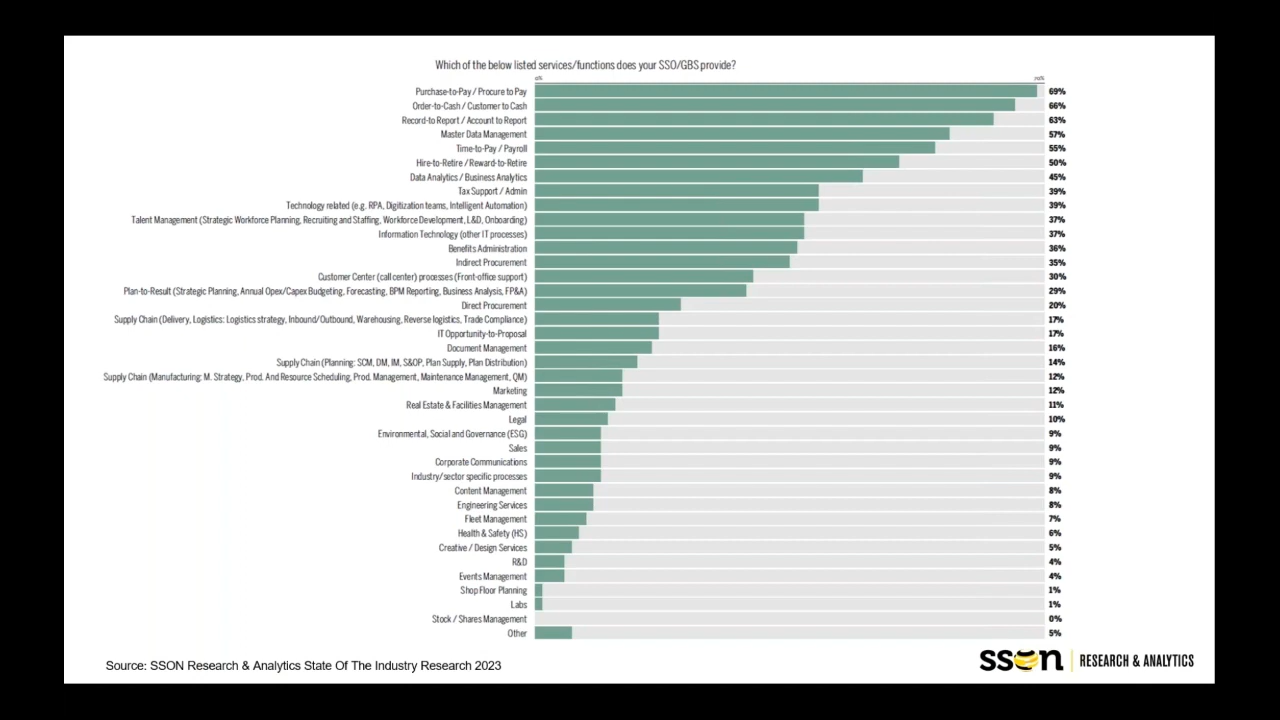 Which of the below listed services/functions does your SSO/GBS provide?
0% 70%
Purchase-to-Pay / Procure to Pay 69%
Order-to-Cash / Customer to Cash 66%
Record-to Report / Account to Report 63%
Master Data Management 57%
Time-to-Pay / Payroll 55%
Hire-to-Retire / Reward-to-Retire 50%
Data Analytics / Business Analytics 45%
Tax Support / Admin 39%
Technology related (e.g. RPA, Digitization teams, Intelligent Automation) 39%
Talent Management (Strategic Workforce Planning, Recruiting and Staffing, Workforce Development, L&D, Onboarding) 37%
Information Technology (other IT processes) 37%
Benefits Administration 36%
Indirect Procurement 35%
Customer Center (call center) processes (Front-office support) 30%
Plan-to-Result (Strategic Planning, Annual Opex/Capex Budgeting, Forecasting, BPM Reporting, Business Analysis, FP&A) 29%
Direct Procurement 20%
Supply Chain (Delivery, Logistics: Logistics strategy, Inbound/Outbound, Warehousing, Reverse logistics, Trade Compliance) 17%
IT Opportunity-to-Proposal 17%
Document Management 16%
Supply Chain (Planning: SCM, DM, IM, S&OP, Plan Supply, Plan Distribution) 14%
Supply Chain (Manufacturing: M. Strategy, Prod. And Resource Scheduling, Prod. Management, Maintenance Management, QM) 12%
Marketing 12%
Real Estate & Facilities Management 11%
Legal 10%
Environmental, Social and Governance (ESG) 9%
Sales 9%
Corporate Communications 9%
Industry/sector specific processes 9%
Content Management 8%
Engineering Services 8%
Fleet Management 7%
Health & Safety (HS) 6%
Creative / Design Services 5%
R&D 4%
Events Management 4%
Shop Floor Planning 1%
Labs 1%
Stock / Shares Management 0%
Other 5%
Source: SSON Research & Analytics State Of The Industry Research 2023
sson RESEARCH & ANALYTICS